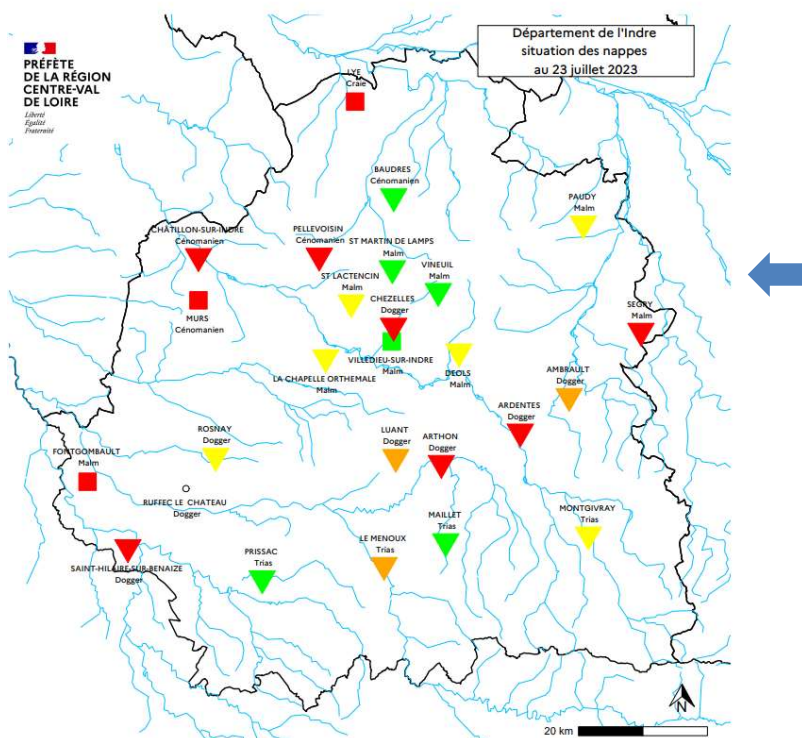 Département de l'Indre
situation des nappes
au 23 juillet 2023
PRÉFÈTE
DE LA RÉGION
CENTRE-VAL
DE LOIRE
Liberté
Égalité
Fraternité
LYE
Craie
BAUDRES
Cénomanien
PAUDY
Malm
CHÂTILLON-SUR-INDRE
Cénomanien
PELLEVOISIN
Cénomanien
ST MARTIN DE LAMPS
Malm
VINEUIL
Malm
ST LACTENCIN
Malm
CHEZELLES
Dogger
MURS
Cénomanien
SEGRY
Malm
VILLEDIEU-SUR-INDRE
Malm
DEOLS
Malm
LA CHAPELLE ORTHEMALE
Malm
AMBRAULT
Dogger
ARDENTES
Dogger
ROSNAY
Dogger
LUANT
Dogger
ARTHON
Dogger
FONTGOMBAULT
Malm
RUFFEC LE CHATEAU
Dogger
MAILLET
Trias
MONTGIVRAY
Trias
LE MENOUX
Trias
PRISSAC
Trias
SAINT-HILAIRE-SUR-BENAIZE
Dogger
N
20 km